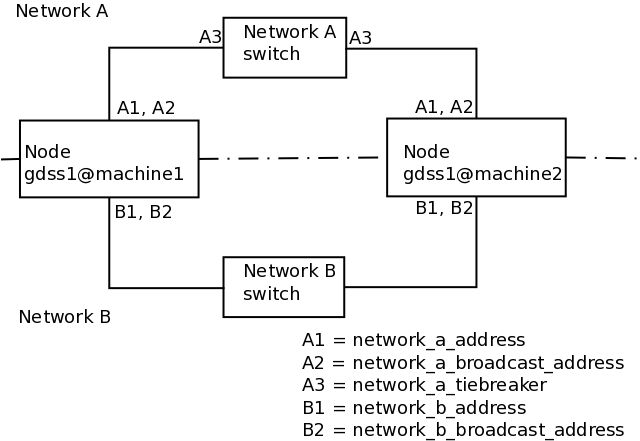 Network A
Network A
switch
A3
A3
A1, A2
A1, A2
Node
gdss1@machine1
Node
gdss1@machine2
B1, B2
B1, B2
Network B
switch
Network B
A1 = network_a_address
A2 = network_a_broadcast_address
A3 = network_a_tiebreaker
B1 = network_b_address
B2 = network_b_broadcast_address